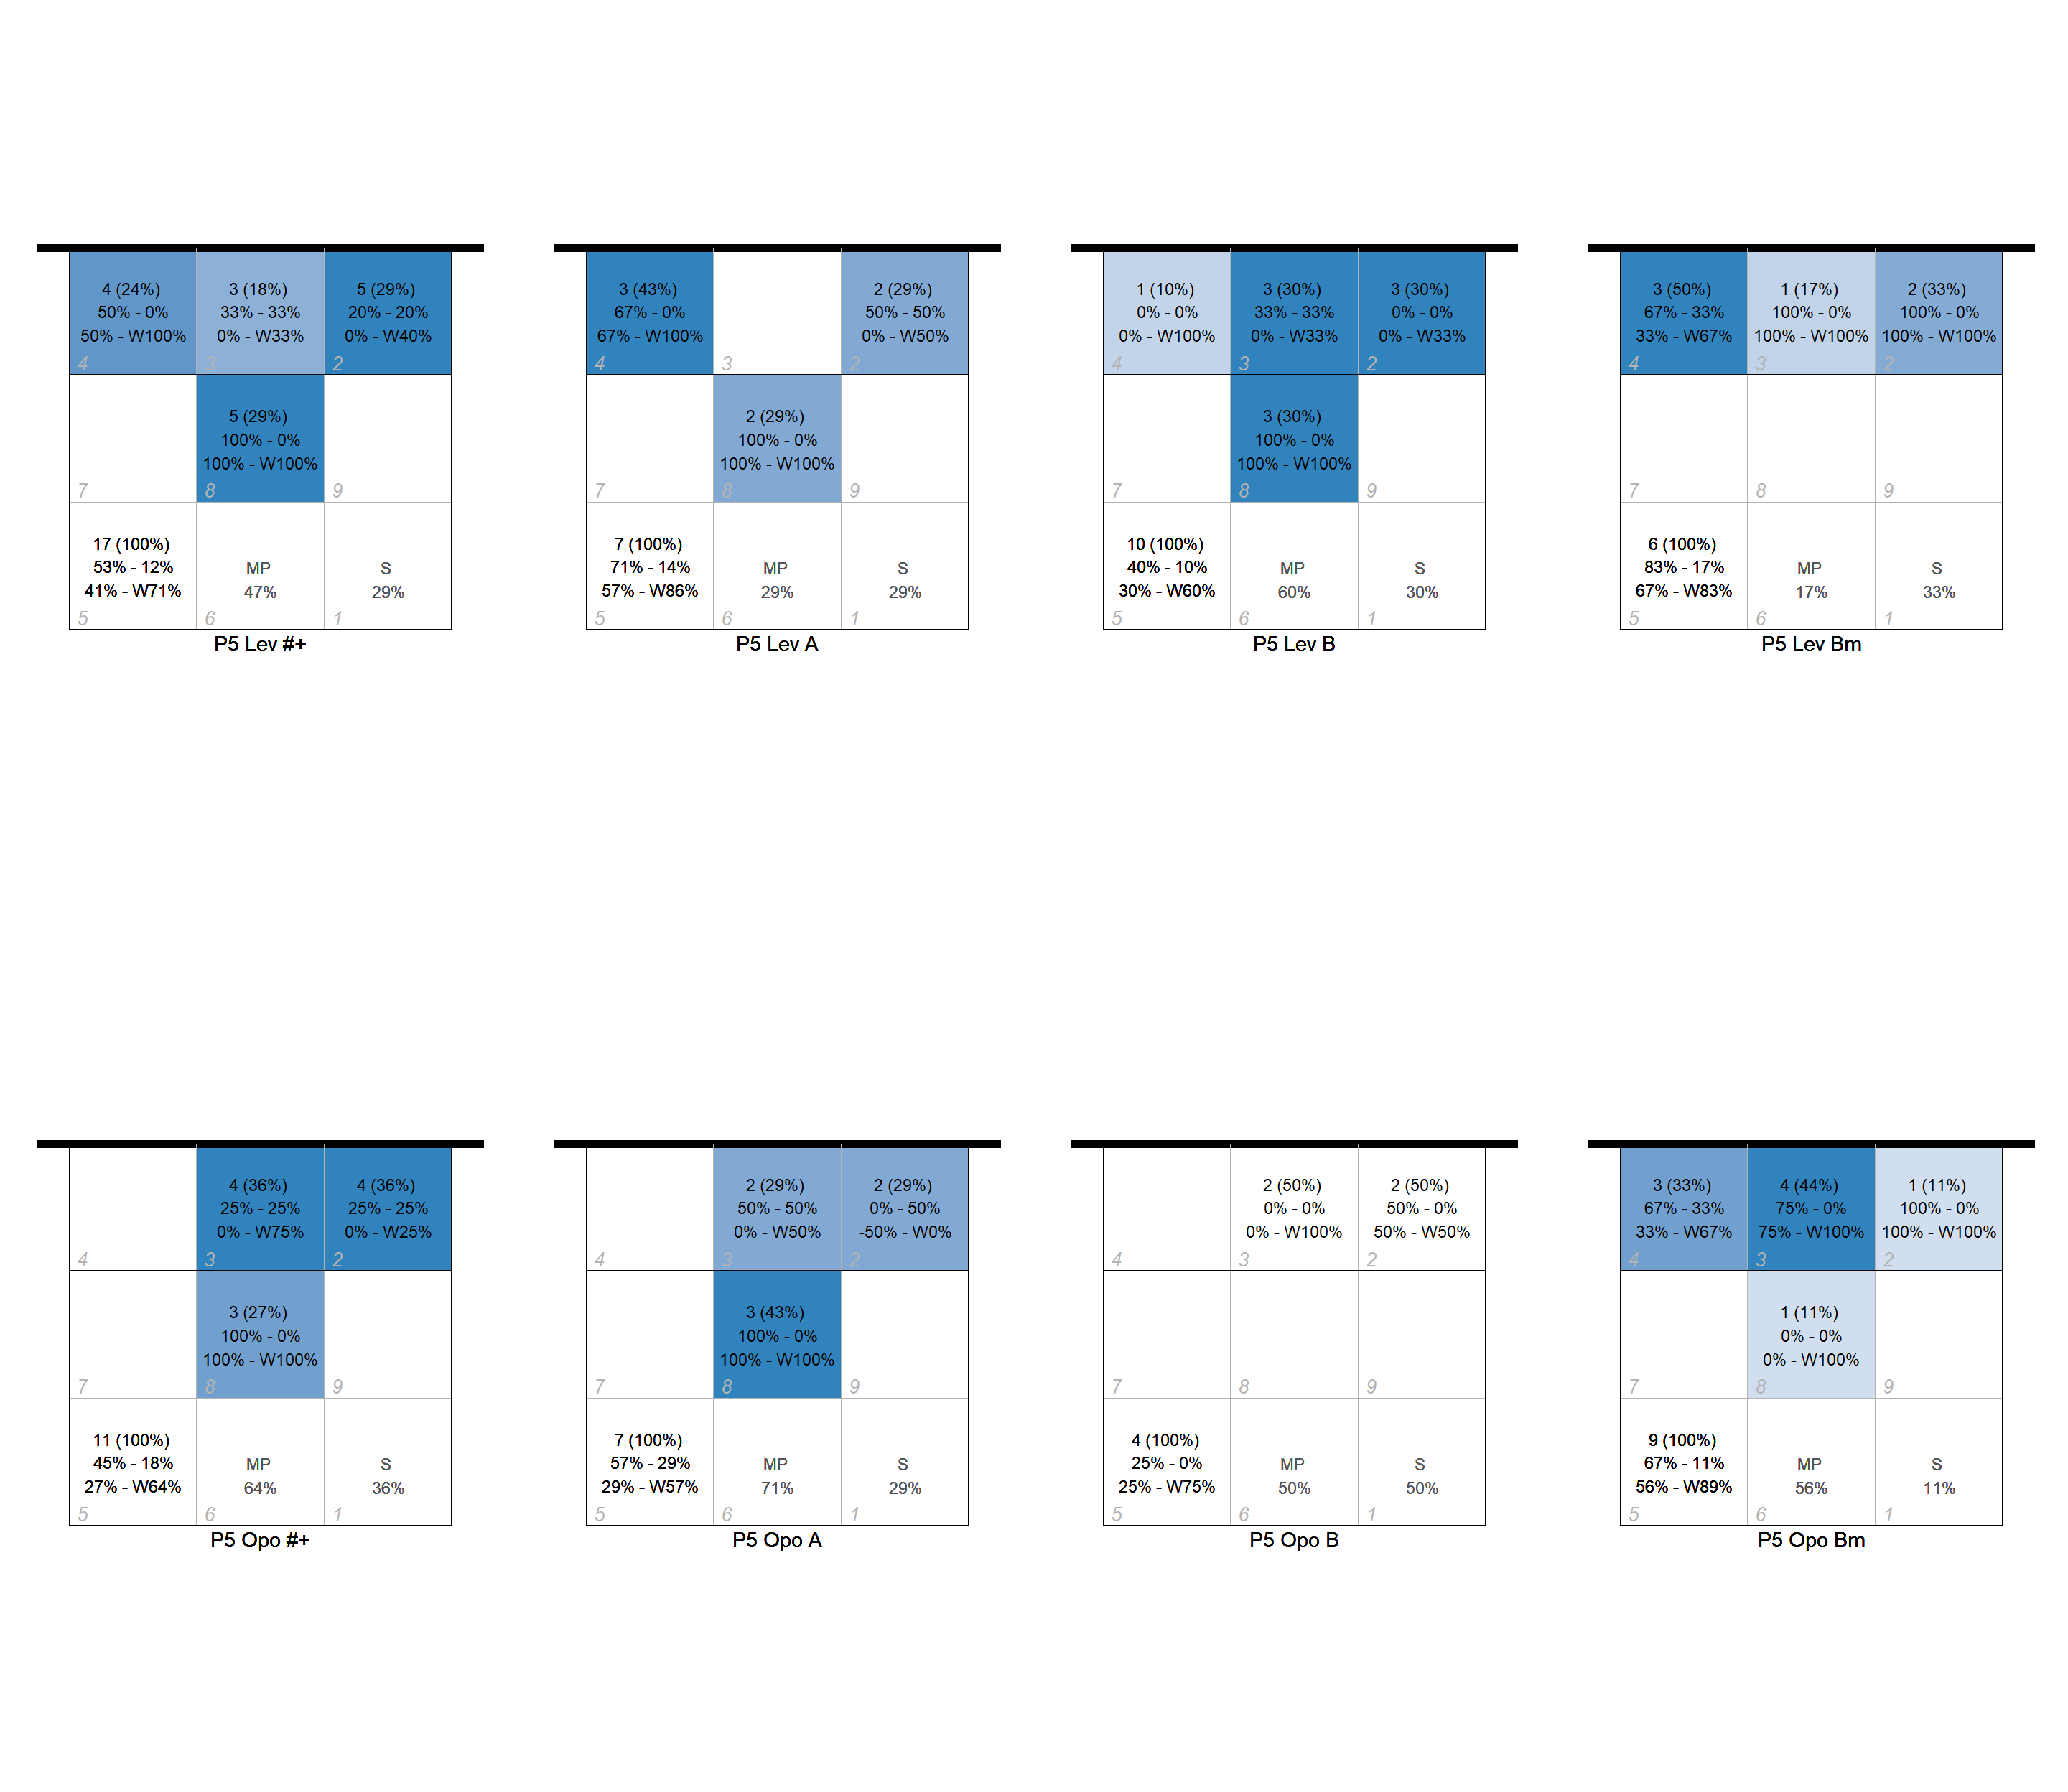 4 (24%)
50% - 0%
50% - W100%
4
3 (18%)
33% - 33%
0% - W33%
3
5 (29%)
20% - 20%
0% - W40%
2
7
5 (29%)
100% - 0%
100% - W100%
8
9
17 (100%)
53% - 12%
41% - W71%
5
MP
47%
6
S
29%
1
P5 Lev #+
3 (43%)
67% - 0%
67% - W100%
4
3
2 (29%)
50% - 50%
0% - W50%
2
7
2 (29%)
100% - 0%
100% - W100%
8
9
7 (100%)
71% - 14%
57% - W86%
5
MP
29%
6
S
29%
1
P5 Lev A
1 (10%)
0% - 0%
0% - W100%
4
3 (30%)
33% - 33%
0% - W33%
3
3 (30%)
0% - 0%
0% - W33%
2
7
3 (30%)
100% - 0%
100% - W100%
8
9
10 (100%)
40% - 10%
30% - W60%
5
MP
60%
6
S
30%
1
P5 Lev B
3 (50%)
67% - 33%
33% - W67%
4
1 (17%)
100% - 0%
100% - W100%
3
2 (33%)
100% - 0%
100% - W100%
2
7
8
9
6 (100%)
83% - 17%
67% - W83%
5
MP
17%
6
S
33%
1
P5 Lev Bm
4
4 (36%)
25% - 25%
0% - W75%
3
4 (36%)
25% - 25%
0% - W25%
2
7
3 (27%)
100% - 0%
100% - W100%
8
9
11 (100%)
45% - 18%
27% - W64%
5
MP
64%
6
S
36%
1
P5 Opo #+
4
2 (29%)
50% - 50%
0% - W50%
3
2 (29%)
0% - 50%
-50% - W0%
2
7
3 (43%)
100% - 0%
100% - W100%
8
9
7 (100%)
57% - 29%
29% - W57%
5
MP
71%
6
S
29%
1
P5 Opo A
4
2 (50%)
0% - 0%
0% - W100%
3
2 (50%)
50% - 0%
50% - W50%
2
7
8
9
4 (100%)
25% - 0%
25% - W75%
5
MP
50%
6
S
50%
1
P5 Opo B
3 (33%)
67% - 33%
33% - W67%
4
4 (44%)
75% - 0%
75% - W100%
3
1 (11%)
100% - 0%
100% - W100%
2
7
1 (11%)
0% - 0%
0% - W100%
8
9
9 (100%)
67% - 11%
56% - W89%
5
MP
56%
6
S
11%
1
P5 Opo Bm